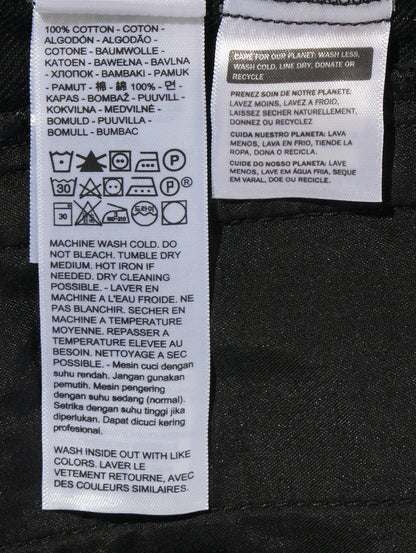 100% COTTON - COTON -
ALGODÓN - ALGODÃO -
COTONE - BAUMWOLLE -
KATOEN - BAWEŁNA - BAVLNA
- ХЛОПОК - BAMBAKI - PAMUK
- PAMUT - 棉 - 綿 100% - 면 -
KAPAS - BOMBAŽ - PUUVILL -
KOKVILNA - MEDVILNĖ -
BOMULD - PUUVILLA -
BOMULL - BUMBAC
P
30 P ®
30 180-210 드라이
MACHINE WASH COLD. DO
NOT BLEACH. TUMBLE DRY
MEDIUM. HOT IRON IF
NEEDED. DRY CLEANING
POSSIBLE. - LAVER EN
MACHINE A L'EAU FROIDE. NE
PAS BLANCHIR. SECHER EN
MACHINE A TEMPERATURE
MOYENNE. REPASSER A
TEMPERATURE ELEVEE AU
BESOIN. NETTOYAGE A SEC
POSSIBLE. - Mesin cuci dengan
suhu rendah. Jangan gunakan
pemutih. Mesin pengering
dengan suhu sedang (normal).
Setrika dengan suhu tinggi jika
diperlukan. Dapat dicuci kering
profesional.
WASH INSIDE OUT WITH LIKE
COLORS. LAVER LE
VETEMENT RETOURNE, AVEC
DES COULEURS SIMILAIRES.
CARE FOR OUR PLANET: WASH LESS,
WASH COLD, LINE DRY, DONATE OR
RECYCLE
PRENEZ SOIN DE NOTRE PLANETE:
LAVEZ MOINS, LAVEZ A FROID,
LAISSEZ SECHER NATURELLEMENT,
DONNEZ OU RECYCLEZ
CUIDA NUESTRO PLANETA: LAVA
MENOS, LAVA EN FRIO, TIENDE LA
ROPA, DONA O RECICLA.
CUIDE DO NOSSO PLANETA: LAVE
MENOS, LAVE EM ÁGUA FRIA, SEQUE
EM VARAL, DOE OU RECICLE.